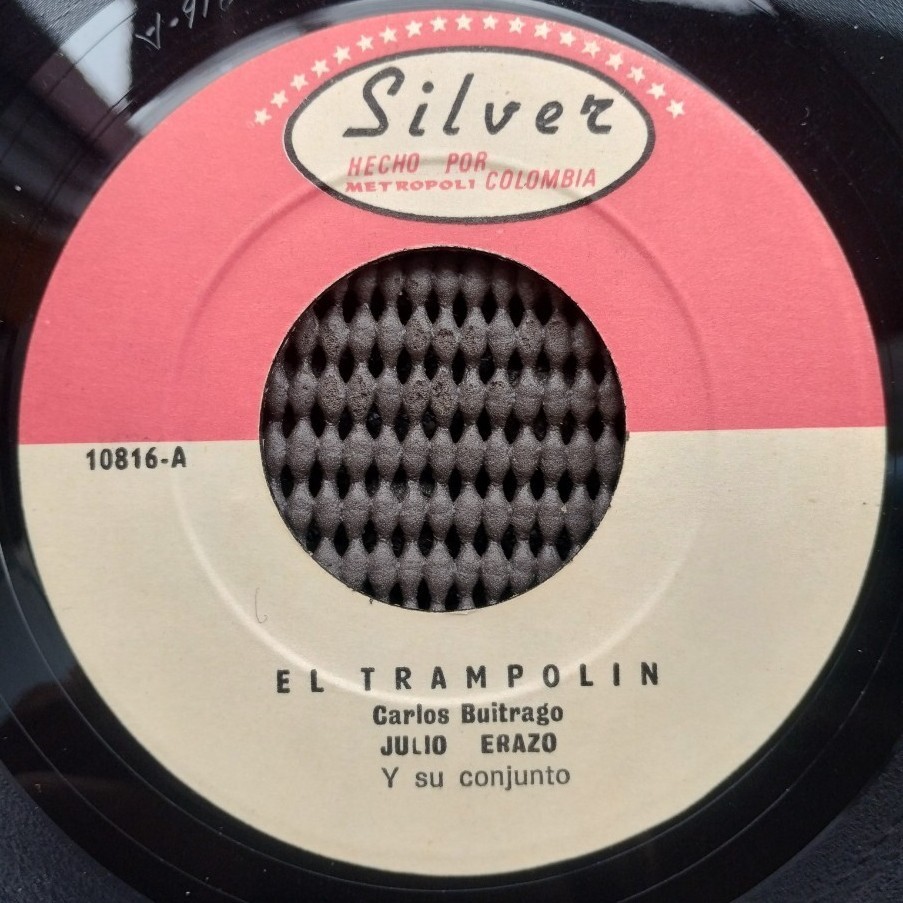 Silver
HECHO POR
METROPOLI COLOMBIA
10816-A
EL TRAMPOLIN
Carlos Buitrago
JULIO ERAZO
Y su conjunto